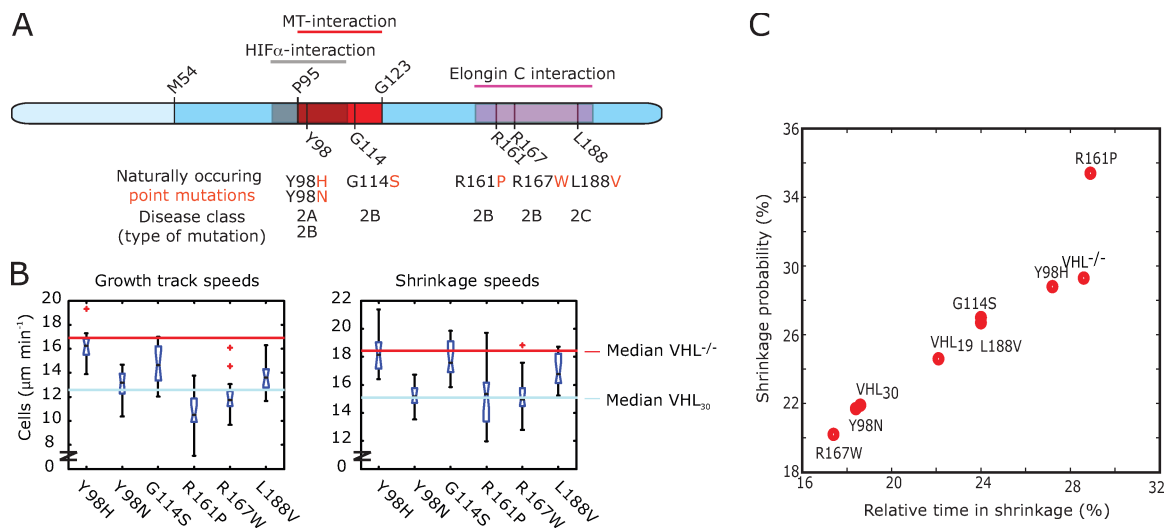 A
MT-interaction
HIFα-interaction
M54
P95
G123
Elongin C interaction
Y98
G114
R161
R167
L188
Naturally occuring
point mutations
Y98H
Y98N
G114S
R161P
R167W
L188V
Disease class
(type of mutation)
2A
2B
2B
2B
2B
2C
B
Growth track speeds
Cells (µm min⁻¹)
20
18
16
14
12
10
8
0
Y98H
Y98N
G114S
R161P
R167W
L188V
Shrinkage speeds
22
20
18
16
14
12
0
Y98H
Y98N
G114S
R161P
R167W
L188V
Median VHL-/-
Median VHL30
C
Shrinkage probability (%)
36
34
30
26
22
18
R161P
VHL-/-
Y98H
G114S
L188V
VHL19
VHL30
Y98N
R167W
16
20
24
28
32
Relative time in shrinkage (%)